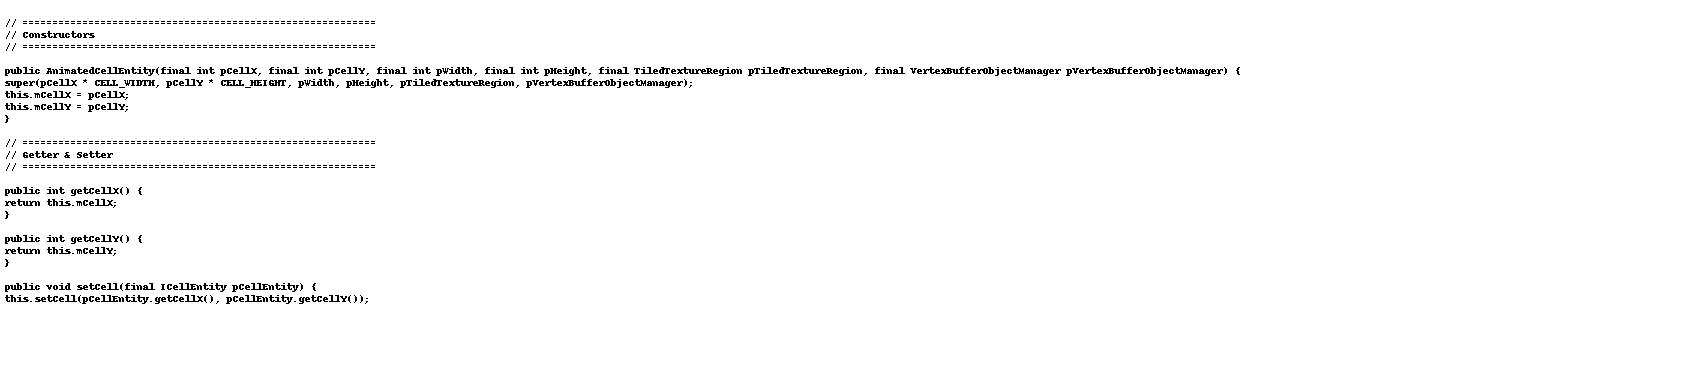 // ===========================================================
// Constructors
// ===========================================================
public AnimatedCellEntity(final int pCellX, final int pCellY, final int pWidth, final int pHeight, final TiledTextureRegion pTiledTextureRegion, final VertexBufferObjectManager pVertexBufferObjectManager) {
super(pCellX * CELL_WIDTH, pCellY * CELL_HEIGHT, pWidth, pHeight, pTiledTextureRegion, pVertexBufferObjectManager);
this.mCellX = pCellX;
this.mCellY = pCellY;
}
// ===========================================================
// Getter & Setter
// ===========================================================
public int getCellX() {
return this.mCellX;
}
public int getCellY() {
return this.mCellY;
}
public void setCell(final ICellEntity pCellEntity) {
this.setCell(pCellEntity.getCellX(), pCellEntity.getCellY());